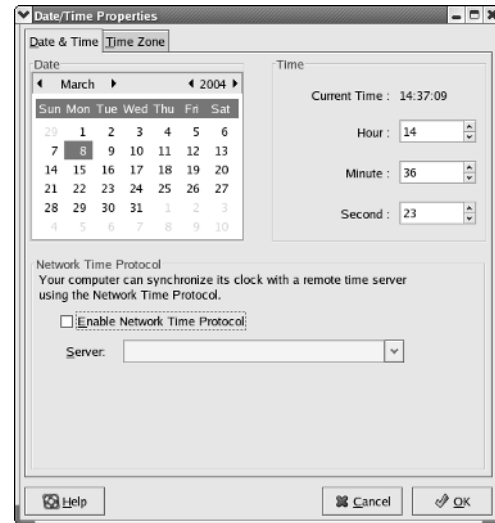 Date/Time Properties
Date & Time Time Zone
Date
March 2004
Sun Mon Tue Wed Thu Fri Sat
29 1 2 3 4 5 6
7 8 9 10 11 12 13
14 15 16 17 18 19 20
21 22 23 24 25 26 27
28 29 30 31 1 2 3
4 5 6 7 8 9 10
Time
Current Time : 14:37:09
Hour : 14
Minute : 36
Second : 23
Network Time Protocol
Your computer can synchronize its clock with a remote time server
using the Network Time Protocol.
Enable Network Time Protocol
Server:
Help Cancel OK